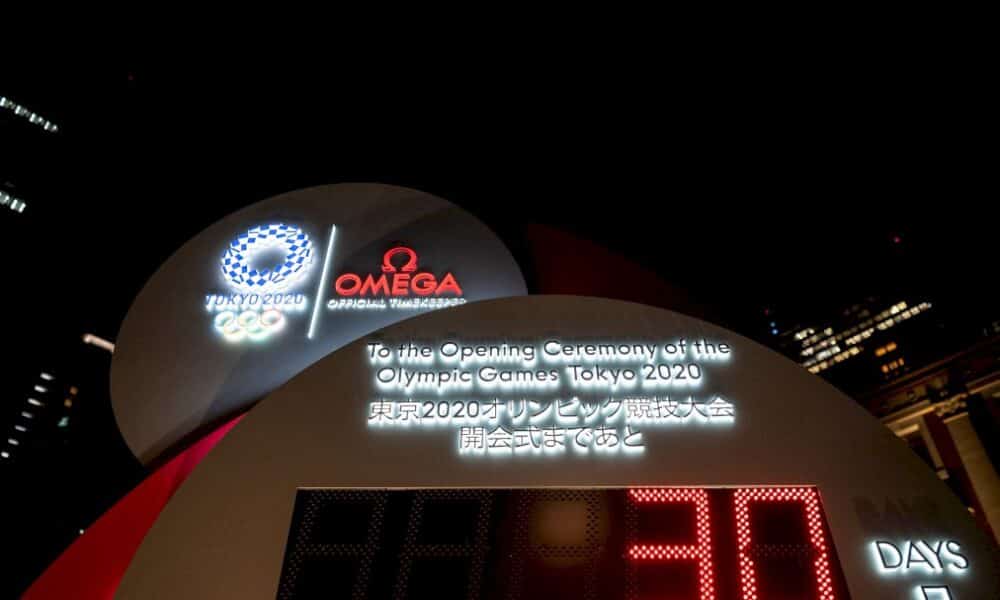 TOKYO 2020
OMEGA
OFFICIAL TIMEKEEPER
To the Opening Ceremony of the
Olympic Games Tokyo 2020
東京2020オリンピック競技大会
開会式まであと
30
DAYS